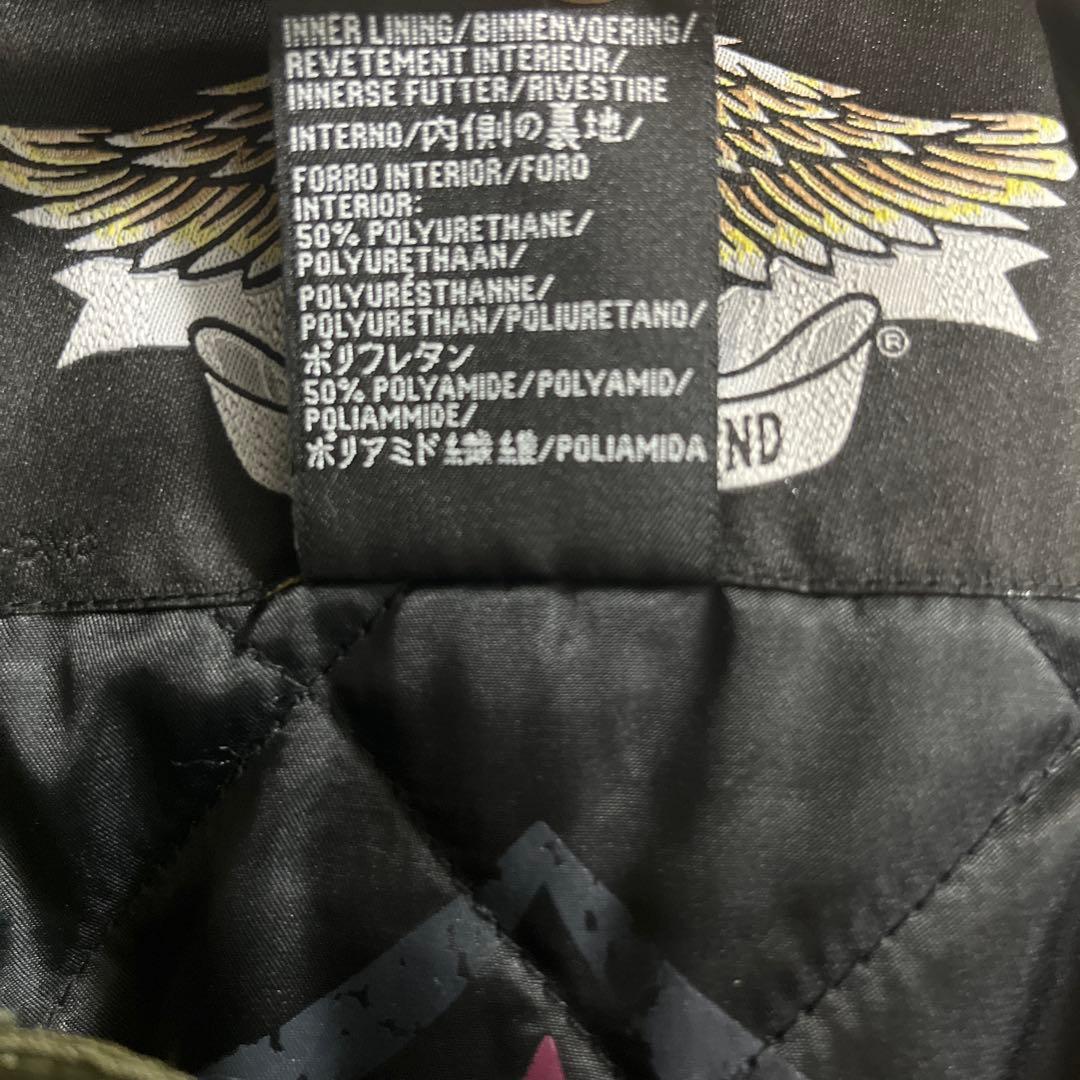 INNER LINING/BINNENVOERING/
REVETEMENT INTERIEUR/
INNERSE FUTTER/RIVESTIRE
INTERNO/内側の裏地/
FORRO INTERIOR/FORO
INTERIOR:
50% POLYURETHANE/
POLYURETHAAN/
POLYURÉSTHANNE/
POLYURETHAN/POLIURETANO/
ポリフレタン
50% POLYAMIDE/POLYAMID/
POLIAMMIDE/
ポリアミド繊維/POLIAMIDA
®
ND